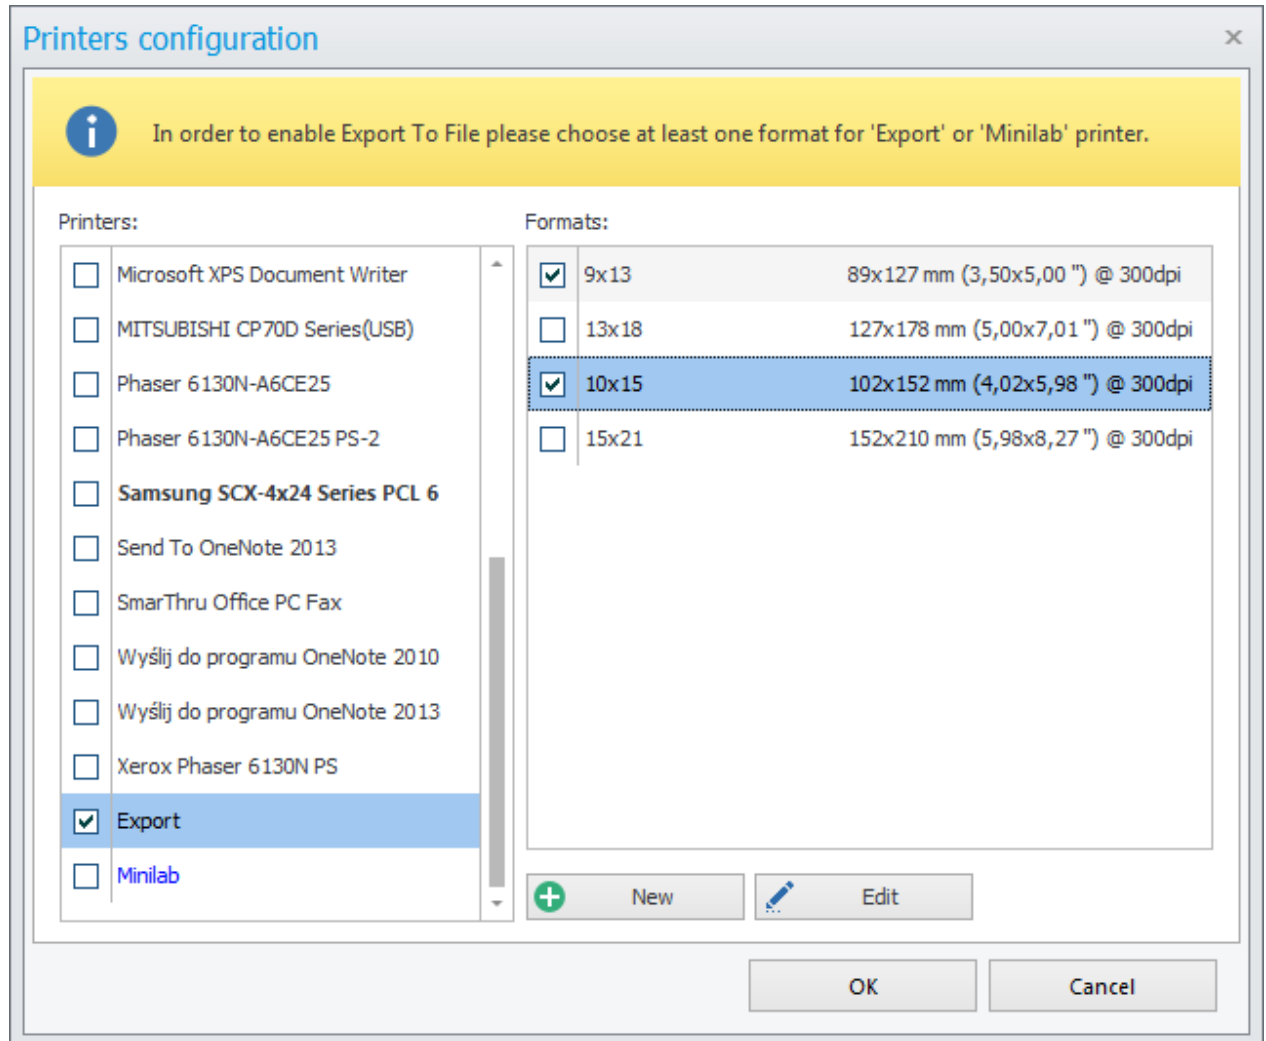 Printers configuration
In order to enable Export To File please choose at least one format for 'Export' or 'Minilab' printer.
Printers:
Microsoft XPS Document Writer
MITSUBISHI CP70D Series(USB)
Phaser 6130N-A6CE25
Phaser 6130N-A6CE25 PS-2
Samsung SCX-4x24 Series PCL 6
Send To OneNote 2013
SmarThru Office PC Fax
Wyślij do programu OneNote 2010
Wyślij do programu OneNote 2013
Xerox Phaser 6130N PS
Export
Minilab
Formats:
9x13 89x127 mm (3,50x5,00 ") @ 300dpi
13x18 127x178 mm (5,00x7,01 ") @ 300dpi
10x15 102x152 mm (4,02x5,98 ") @ 300dpi
15x21 152x210 mm (5,98x8,27 ") @ 300dpi
New Edit
OK Cancel